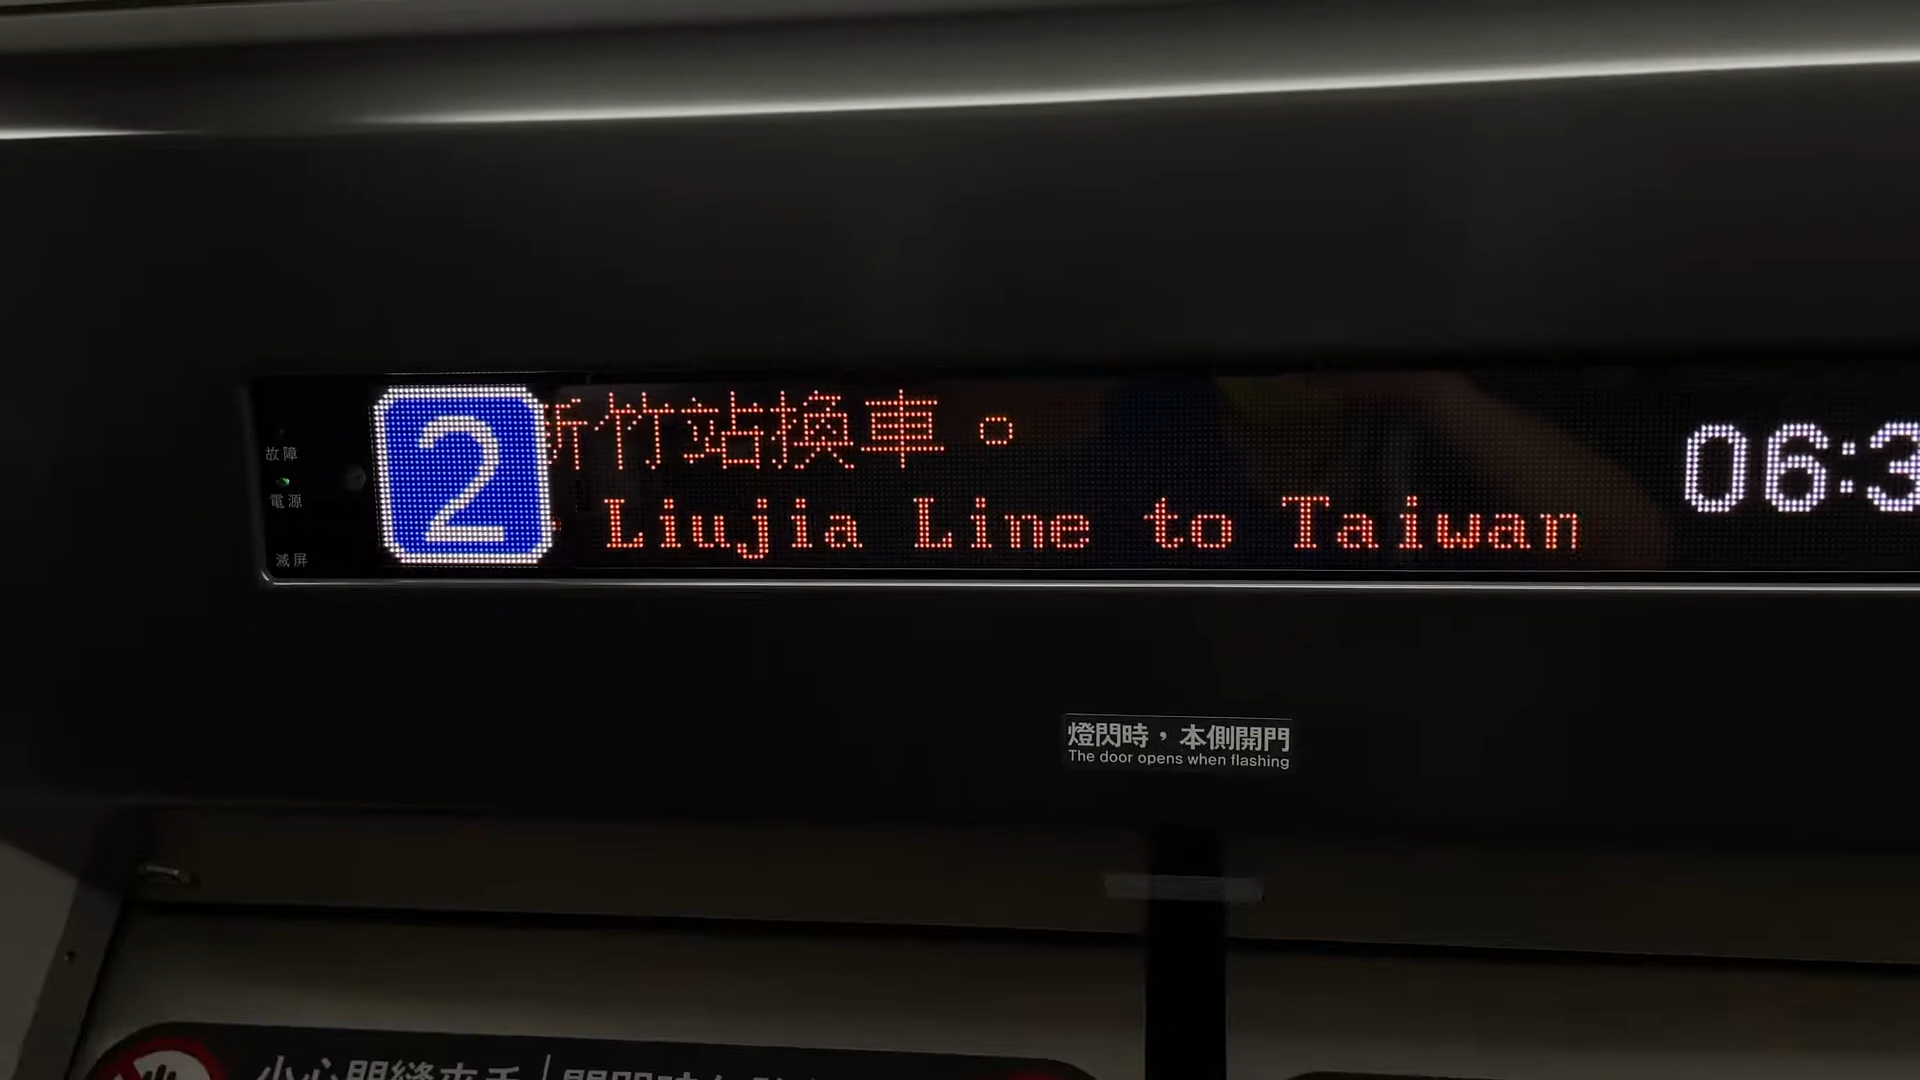 故障
電源
滅屏
2
新竹站換車。
Liujia Line to Taiwan
06:3
燈閃時，本側開門
The door opens when flashing
小心門縫夾手